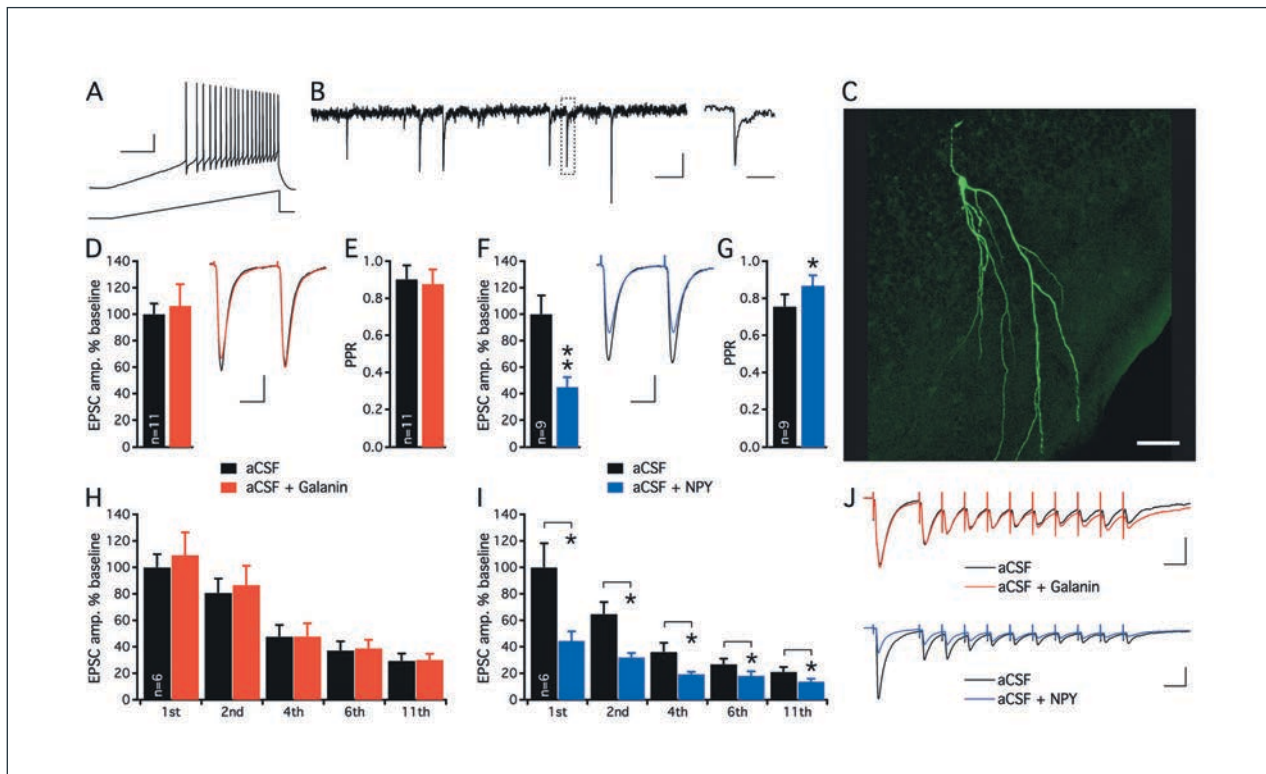 A
B
C
D
E
F
G
140
120
100
80
60
40
20
0
EPSC amp. % baseline
n=11
1.0
0.8
0.6
0.4
0.2
0.0
PPR
n=11
140
120
100
80
60
40
20
0
EPSC amp. % baseline
n=9
**
1.0
0.8
0.6
0.4
0.2
0.0
PPR
n=9
*
aCSF
aCSF + Galanin
aCSF
aCSF + NPY
H
140
120
100
80
60
40
20
0
EPSC amp. % baseline
n=6
1st 2nd 4th 6th 11th
I
140
120
100
80
60
40
20
0
EPSC amp. % baseline
n=6
* * * * *
1st 2nd 4th 6th 11th
J
aCSF
aCSF + Galanin
aCSF
aCSF + NPY